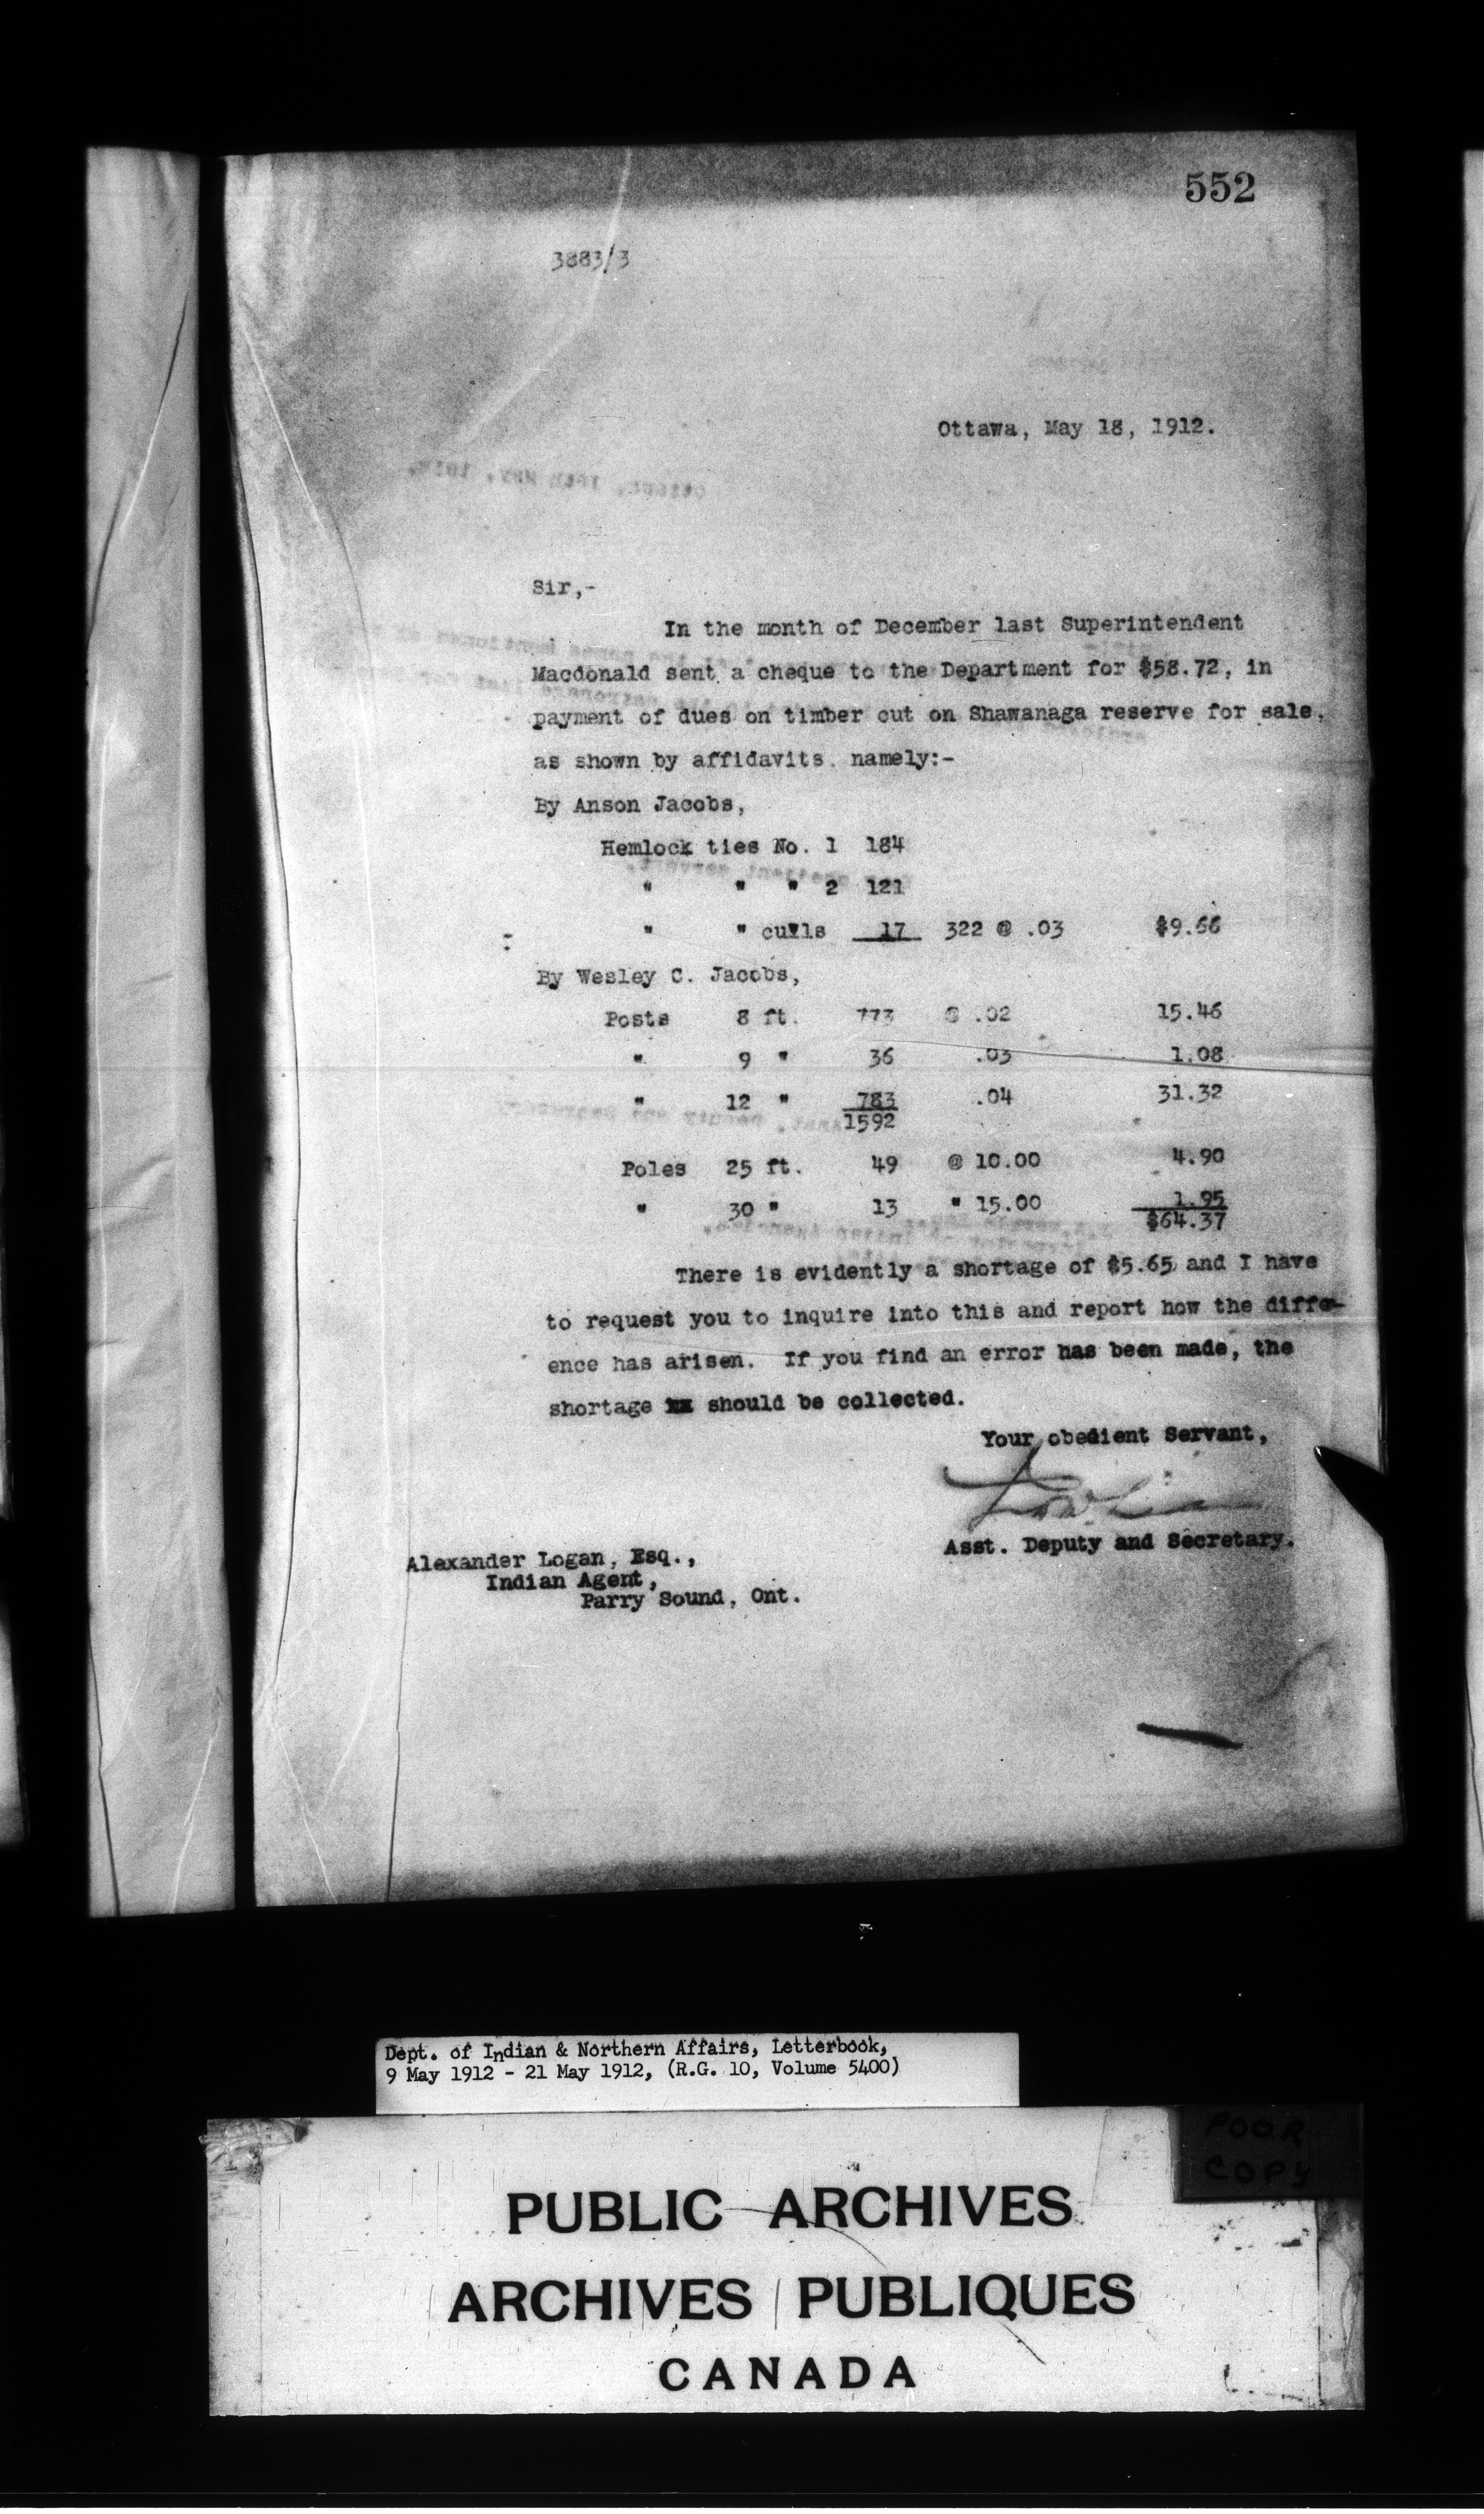 552
3883/3
Ottawa, May 18, 1912.
Sir,-
In the month of December last Superintendent
Macdonald sent a cheque to the Department for $58.72, in
payment of dues on timber cut on Shawanaga reserve for sale,
as shown by affidavits, namely:-
By Anson Jacobs,
Hemlock ties No. 1 184
" " " 2 121
" " culls 17 322 @ .03 $9.66
By Wesley C. Jacobs,
Posts 8 ft. 773 @ .02 15.46
" 9 " 36 .03 1.08
" 12 " 783 .04 31.32
1592
Poles 25 ft. 49 @ 10.00 4.90
" 30 " 13 " 15.00 1.95
$64.37
There is evidently a shortage of $5.65 and I have
to request you to inquire into this and report how the differ-
ence has arisen. If you find an error has been made, the
shortage xx should be collected.
Your obedient Servant,
Asst. Deputy and Secretary.
Alexander Logan, Esq.,
Indian Agent,
Parry Sound, Ont.
Dept. of Indian & Northern Affairs, Letterbook,
9 May 1912 - 21 May 1912, (R.G. 10, Volume 5400)
POOR
COPY
PUBLIC ARCHIVES
ARCHIVES PUBLIQUES
CANADA